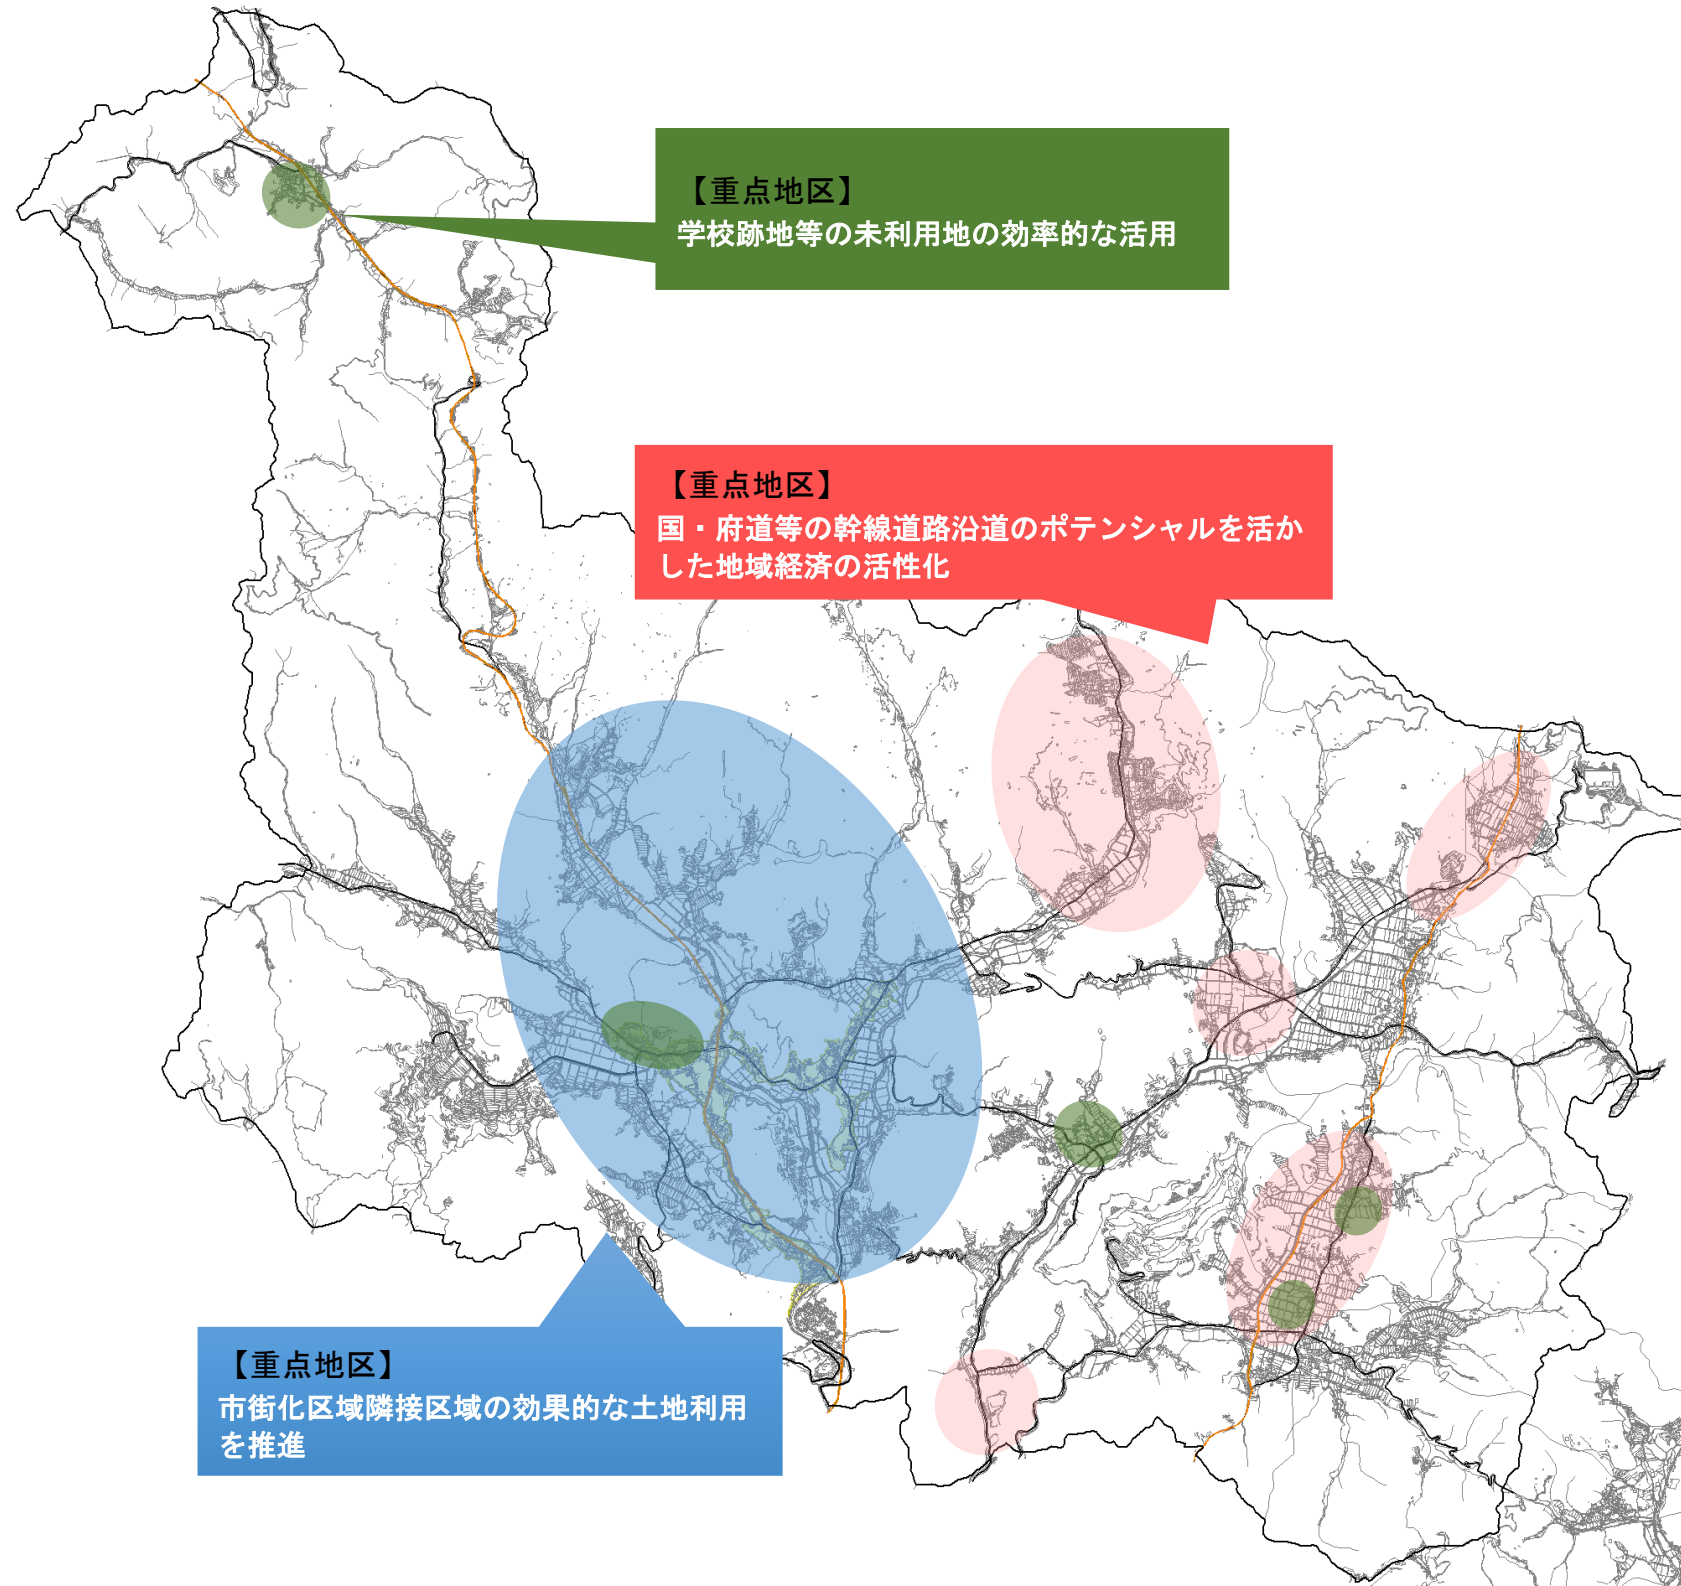 【重点地区】
学校跡地等の未利用地の効率的な活用
【重点地区】
国・府道等の幹線道路沿道のポテンシャルを活か
した地域経済の活性化
【重点地区】
市街化区域隣接区域の効果的な土地利用
を推進